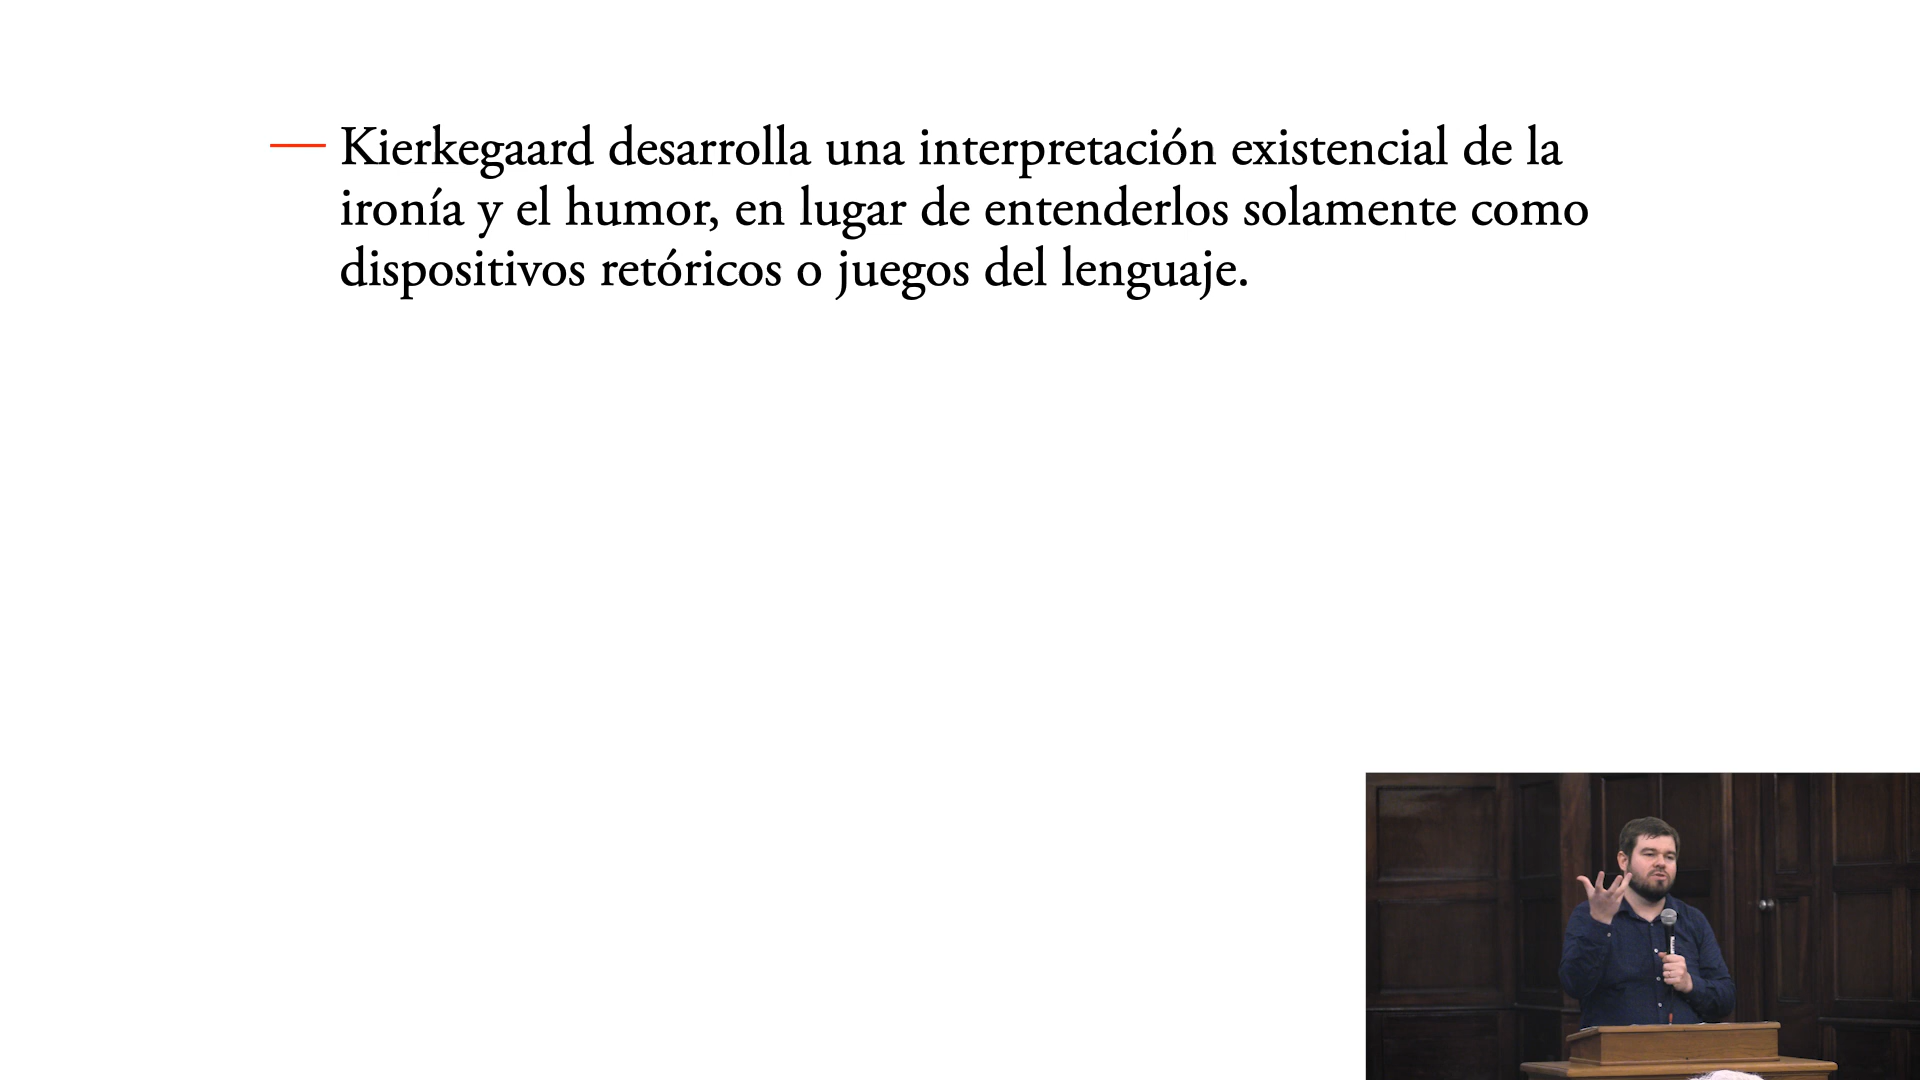 — Kierkegaard desarrolla una interpretación existencial de la
ironía y el humor, en lugar de entenderlos solamente como
dispositivos retóricos o juegos del lenguaje.